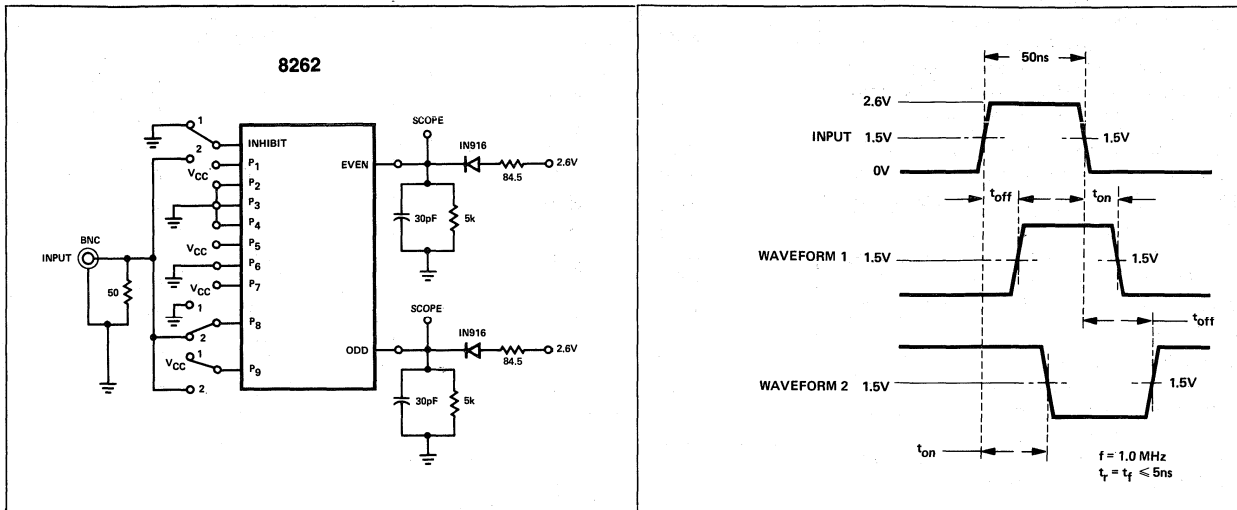 8262
1
2
INHIBIT
P1
VCC
P2
P3
P4
VCC
P5
P6
VCC
P7
1
P8
2
VCC
1
P9
2
BNC
INPUT
50
EVEN
SCOPE
IN916
84.5
2.6V
30pF
5k
ODD
SCOPE
IN916
84.5
2.6V
30pF
5k
50ns
2.6V
INPUT 1.5V
1.5V
0V
toff
ton
WAVEFORM 1 1.5V
1.5V
toff
WAVEFORM 2 1.5V
1.5V
ton
f = 1.0 MHz
tr = tf ≤ 5ns